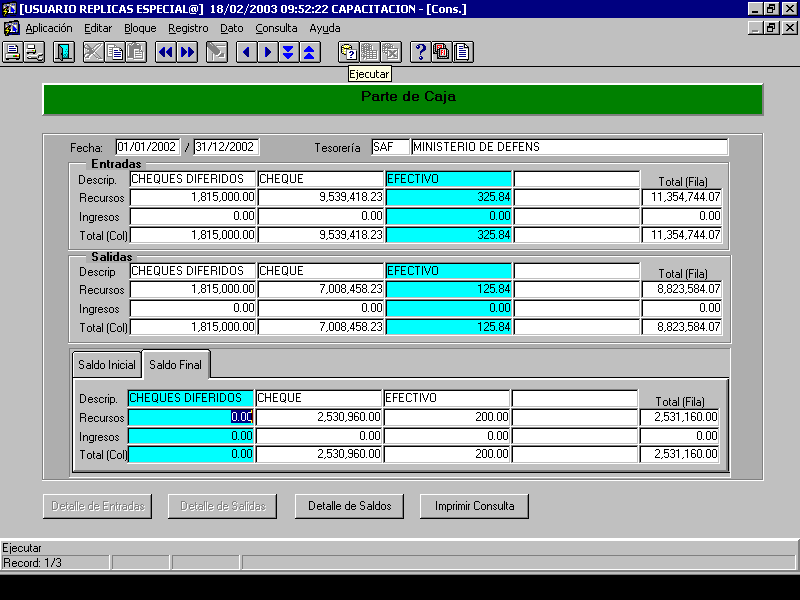 [USUARIO REPLICAS ESPECIAL@] 18/02/2003 09:52:22 CAPACITACION - [Cons.]
Aplicación Editar Bloque Registro Dato Consulta Ayuda
Ejecutar
Parte de Caja
Fecha: 01/01/2002 / 31/12/2002 Tesorería SAF MINISTERIO DE DEFENS
Entradas
Descrip. CHEQUES DIFERIDOS CHEQUE EFECTIVO Total (Fila)
Recursos 1,815,000.00 9,539,418.23 325.84 11,354,744.07
Ingresos 0.00 0.00 0.00 0.00
Total (Col) 1,815,000.00 9,539,418.23 325.84 11,354,744.07
Salidas
Descrip CHEQUES DIFERIDOS CHEQUE EFECTIVO Total (Fila)
Recursos 1,815,000.00 7,008,458.23 125.84 8,823,584.07
Ingresos 0.00 0.00 0.00 0.00
Total (Col) 1,815,000.00 7,008,458.23 125.84 8,823,584.07
Saldo Inicial Saldo Final
Descrip. CHEQUES DIFERIDOS CHEQUE EFECTIVO Total (Fila)
Recursos 0.00 2,530,960.00 200.00 2,531,160.00
Ingresos 0.00 0.00 0.00 0.00
Total (Col) 0.00 2,530,960.00 200.00 2,531,160.00
Detalle de Entradas Detalle de Salidas Detalle de Saldos Imprimir Consulta
Ejecutar
Record: 1/3